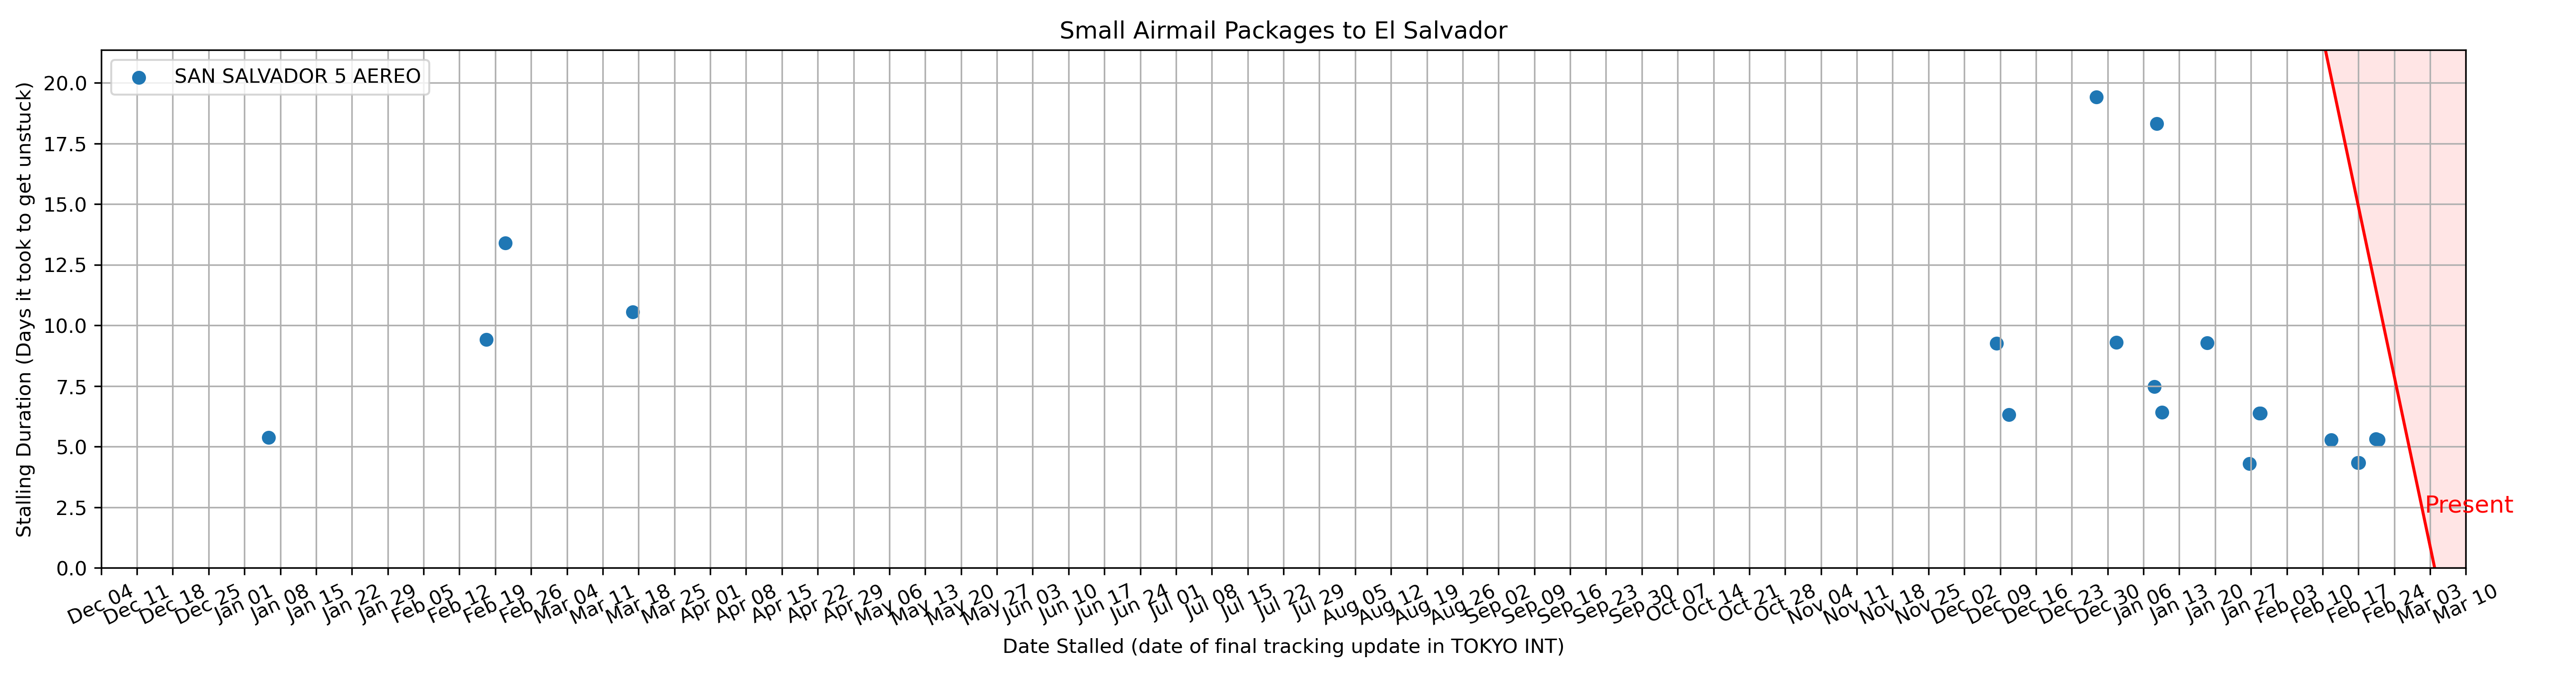 Small Airmail Packages to El Salvador
SAN SALVADOR 5 AEREO
Stalling Duration (Days it took to get unstuck)
20.0
17.5
15.0
12.5
10.0
7.5
5.0
2.5
0.0
Present
Dec 04 Dec 11 Dec 18 Dec 25 Jan 01 Jan 08 Jan 15 Jan 22 Jan 29 Feb 05 Feb 12 Feb 19 Feb 26 Mar 04 Mar 11 Mar 18 Mar 25 Apr 01 Apr 08 Apr 15 Apr 22 Apr 29 May 06 May 13 May 20 May 27 Jun 03 Jun 10 Jun 17 Jun 24 Jul 01 Jul 08 Jul 15 Jul 22 Jul 29 Aug 05 Aug 12 Aug 19 Aug 26 Sep 02 Sep 09 Sep 16 Sep 23 Sep 30 Oct 07 Oct 14 Oct 21 Oct 28 Nov 04 Nov 11 Nov 18 Nov 25 Dec 02 Dec 09 Dec 16 Dec 23 Dec 30 Jan 06 Jan 13 Jan 20 Jan 27 Feb 03 Feb 10 Feb 17 Feb 24 Mar 03 Mar 10
Date Stalled (date of final tracking update in TOKYO INT)